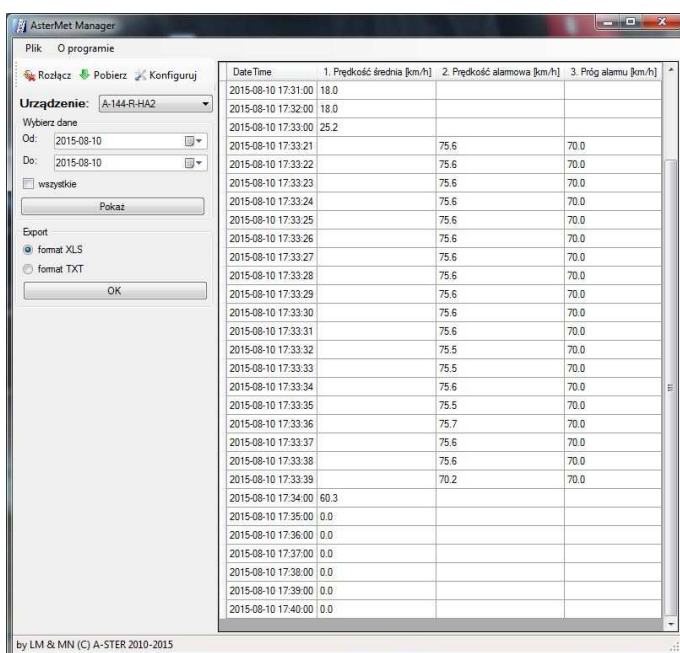 AsterMet Manager
Plik O programie
Rozłącz Pobierz Konfiguruj
Urządzenie: A-144-R-HA2
Wybierz dane
Od: 2015-08-10
Do: 2015-08-10
wszystkie
Pokaż
Export
format XLS
format TXT
OK
DateTime 1. Prędkość średnia [km/h] 2. Prędkość alarmowa [km/h] 3. Próg alarmu [km/h]
2015-08-10 17:31:00 18.0
2015-08-10 17:32:00 18.0
2015-08-10 17:33:00 25.2
2015-08-10 17:33:21 75.6 70.0
2015-08-10 17:33:22 75.6 70.0
2015-08-10 17:33:23 75.6 70.0
2015-08-10 17:33:24 75.6 70.0
2015-08-10 17:33:25 75.6 70.0
2015-08-10 17:33:26 75.6 70.0
2015-08-10 17:33:27 75.6 70.0
2015-08-10 17:33:28 75.6 70.0
2015-08-10 17:33:29 75.6 70.0
2015-08-10 17:33:30 75.6 70.0
2015-08-10 17:33:31 75.6 70.0
2015-08-10 17:33:32 75.5 70.0
2015-08-10 17:33:33 75.5 70.0
2015-08-10 17:33:34 75.6 70.0
2015-08-10 17:33:35 75.5 70.0
2015-08-10 17:33:36 75.7 70.0
2015-08-10 17:33:37 75.6 70.0
2015-08-10 17:33:38 75.6 70.0
2015-08-10 17:33:39 70.2 70.0
2015-08-10 17:34:00 60.3
2015-08-10 17:35:00 0.0
2015-08-10 17:36:00 0.0
2015-08-10 17:37:00 0.0
2015-08-10 17:38:00 0.0
2015-08-10 17:39:00 0.0
2015-08-10 17:40:00 0.0
by LM & MN (C) A-STER 2010-2015